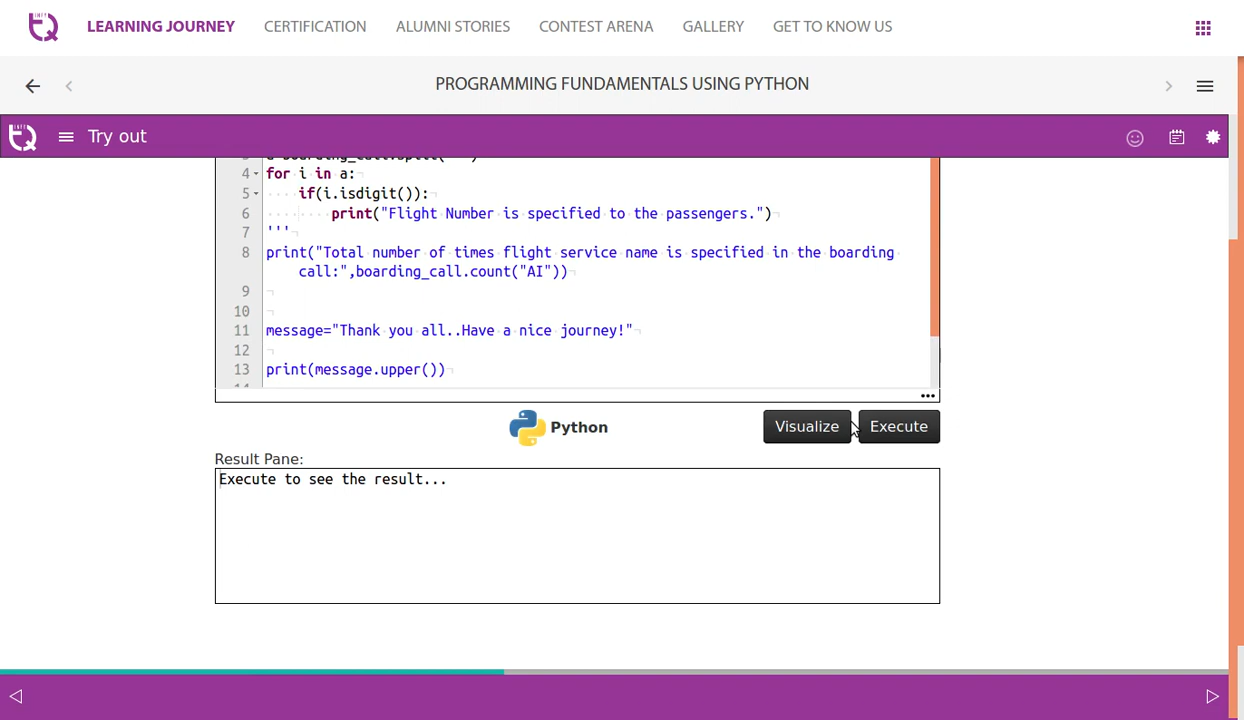 LEARNING JOURNEY CERTIFICATION ALUMNI STORIES CONTEST ARENA GALLERY GET TO KNOW US
PROGRAMMING FUNDAMENTALS USING PYTHON
Try out
4 for i in a:
5 if(i.isdigit()):
6 print("Flight Number is specified to the passengers.")
7 '''
8 print("Total number of times flight service name is specified in the boarding
call:",boarding_call.count("AI"))
9
10
11 message="Thank you all..Have a nice journey!"
12
13 print(message.upper())
Python Visualize Execute
Result Pane:
Execute to see the result...